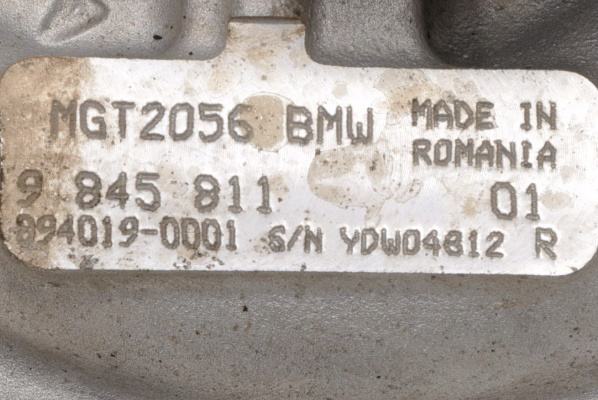 MGT2056 BMW MADE IN
ROMANIA
9 845 811 01
894019-0001 S/N YDW04812 R